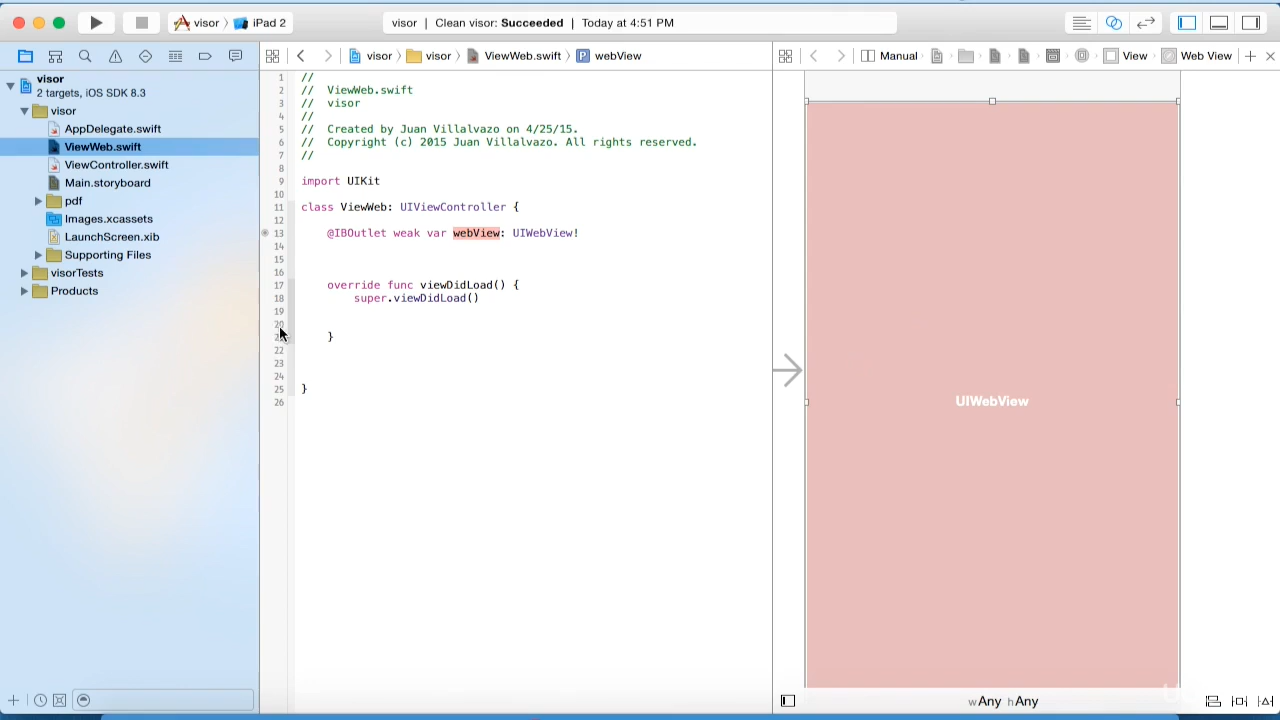 visor 〉 iPad 2
visor | Clean visor: Succeeded | Today at 4:51 PM
visor 〉 visor 〉 ViewWeb.swift 〉 P webView
Manual 〉 View 〉 Web View
visor
2 targets, iOS SDK 8.3
visor
AppDelegate.swift
ViewWeb.swift
ViewController.swift
Main.storyboard
pdf
Images.xcassets
LaunchScreen.xib
Supporting Files
visorTests
Products
1 //
2 // ViewWeb.swift
3 // visor
4 //
5 // Created by Juan Villalvazo on 4/25/15.
6 // Copyright (c) 2015 Juan Villalvazo. All rights reserved.
7 //
8
9 import UIKit
10
11 class ViewWeb: UIViewController {
12
13 @IBOutlet weak var webView: UIWebView!
14
15
16
17 override func viewDidLoad() {
18 super.viewDidLoad()
19
20
}
22
23
24
25 }
26
UIWebView
wAny hAny